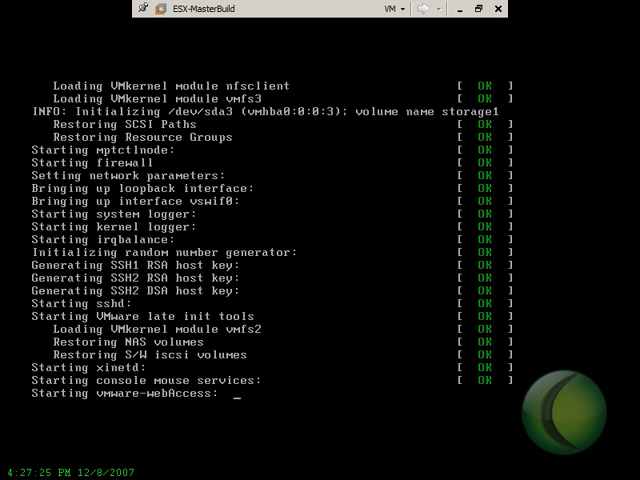 ESX-MasterBuild VM
Loading VMkernel module nfsclient [ OK ]
Loading VMkernel module vmfs3 [ OK ]
INFO: Initializing /dev/sda3 (vmhba0:0:0:3); volume name storage1
Restoring SCSI Paths [ OK ]
Restoring Resource Groups [ OK ]
Starting mptctlnode: [ OK ]
Starting firewall [ OK ]
Setting network parameters: [ OK ]
Bringing up loopback interface: [ OK ]
Bringing up interface vswif0: [ OK ]
Starting system logger: [ OK ]
Starting kernel logger: [ OK ]
Starting irqbalance: [ OK ]
Initializing random number generator: [ OK ]
Generating SSH1 RSA host key: [ OK ]
Generating SSH2 RSA host key: [ OK ]
Generating SSH2 DSA host key: [ OK ]
Starting sshd: [ OK ]
Starting VMware late init tools [ OK ]
Loading VMkernel module vmfs2 [ OK ]
Restoring NAS volumes [ OK ]
Restoring S/W iscsi volumes [ OK ]
Starting xinetd: [ OK ]
Starting console mouse services: [ OK ]
Starting vmware-webAccess: _
4:27:25 PM 12/8/2007